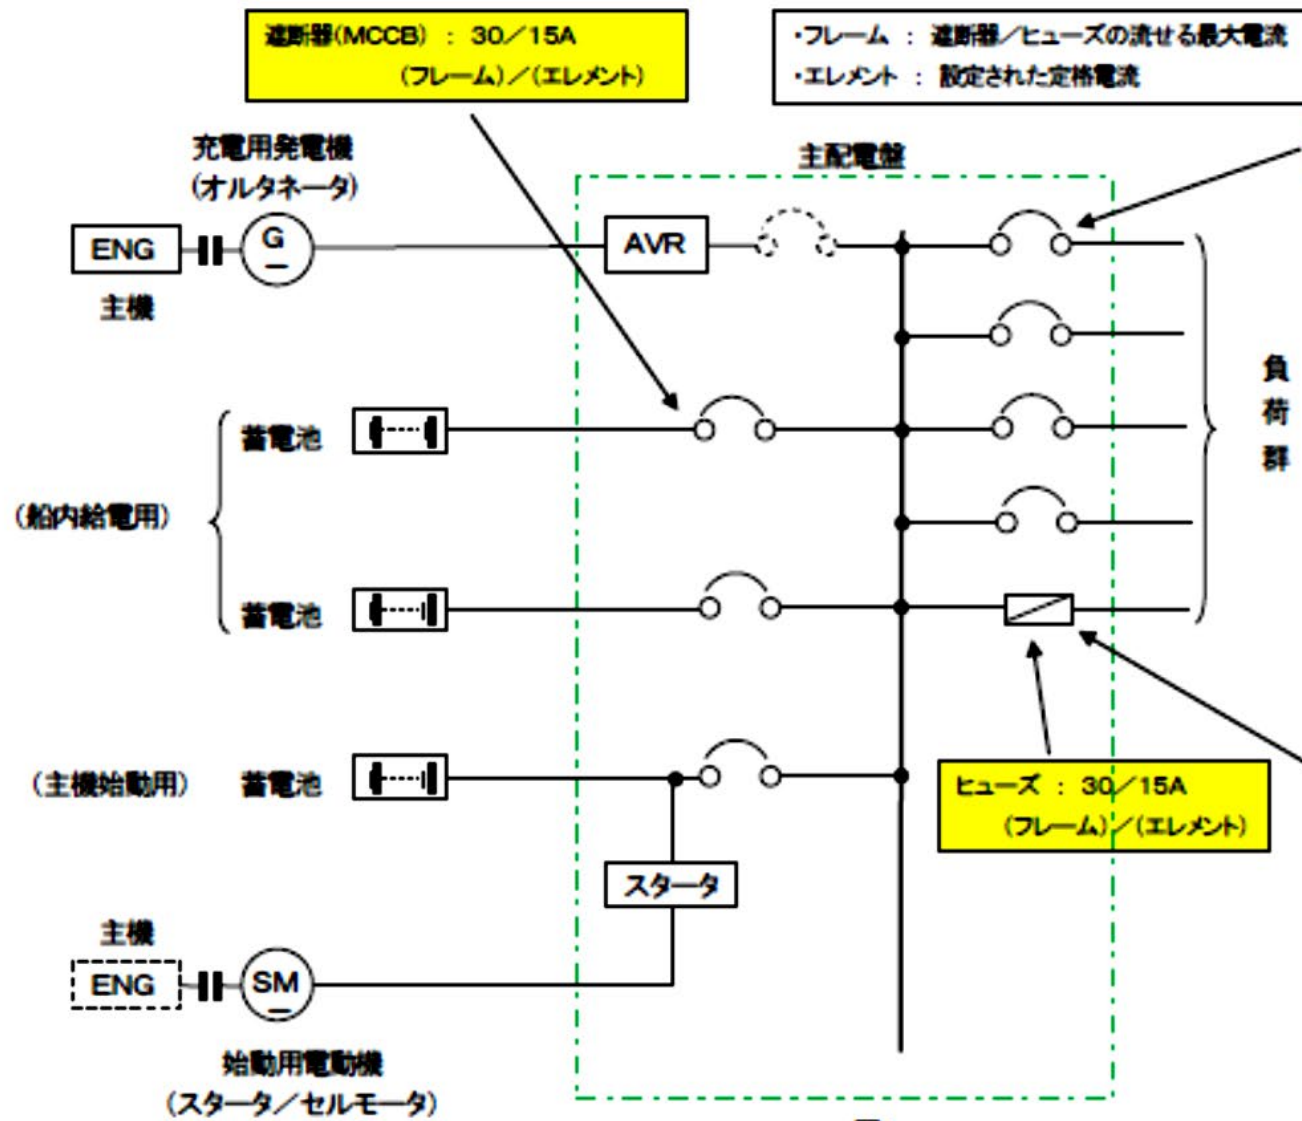 遮断器(MCCB) : 30/15A
(フレーム)/(エレメント)
・フレーム : 遮断器/ヒューズの流せる最大電流
・エレメント : 設定された定格電流
充電用発電機
(オルタネータ)
主配電盤
ENG
G
AVR
主機
負
荷
群
蓄電池
(船内給電用)
蓄電池
(主機始動用)
蓄電池
ヒューズ : 30/15A
(フレーム)/(エレメント)
スタータ
主機
ENG
SM
始動用電動機
(スタータ/セルモータ)